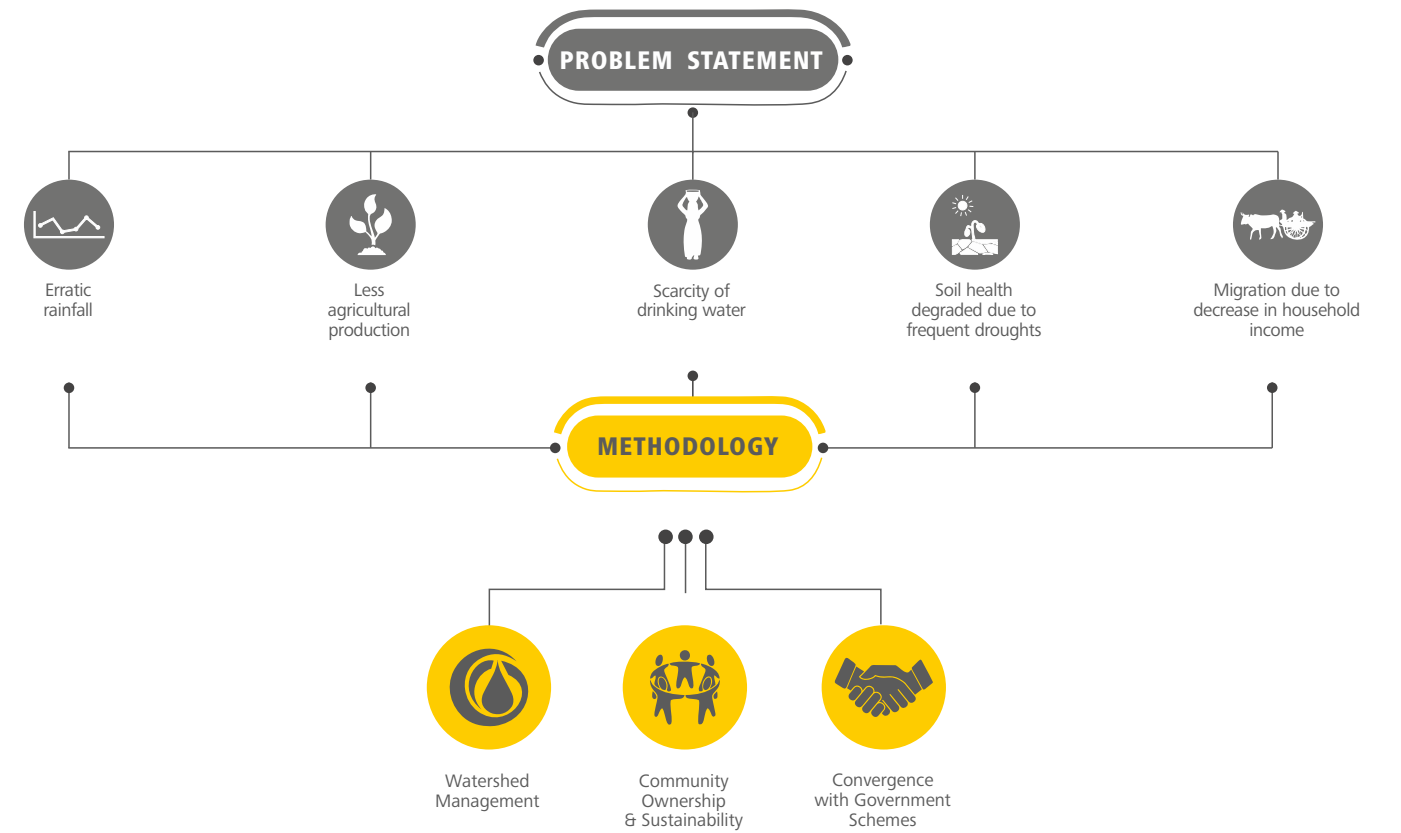 PROBLEM STATEMENT
Erratic
rainfall
Less
agricultural
production
Scarcity of
drinking water
Soil health
degraded due to
frequent droughts
Migration due to
decrease in household
income
METHODOLOGY
Watershed
Management
Community
Ownership
& Sustainability
Convergence
with Government
Schemes